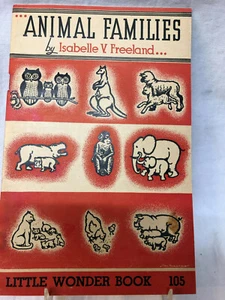 ...ANIMAL FAMILIES
by Isabelle V. Freeland...
LITTLE WONDER BOOK 105